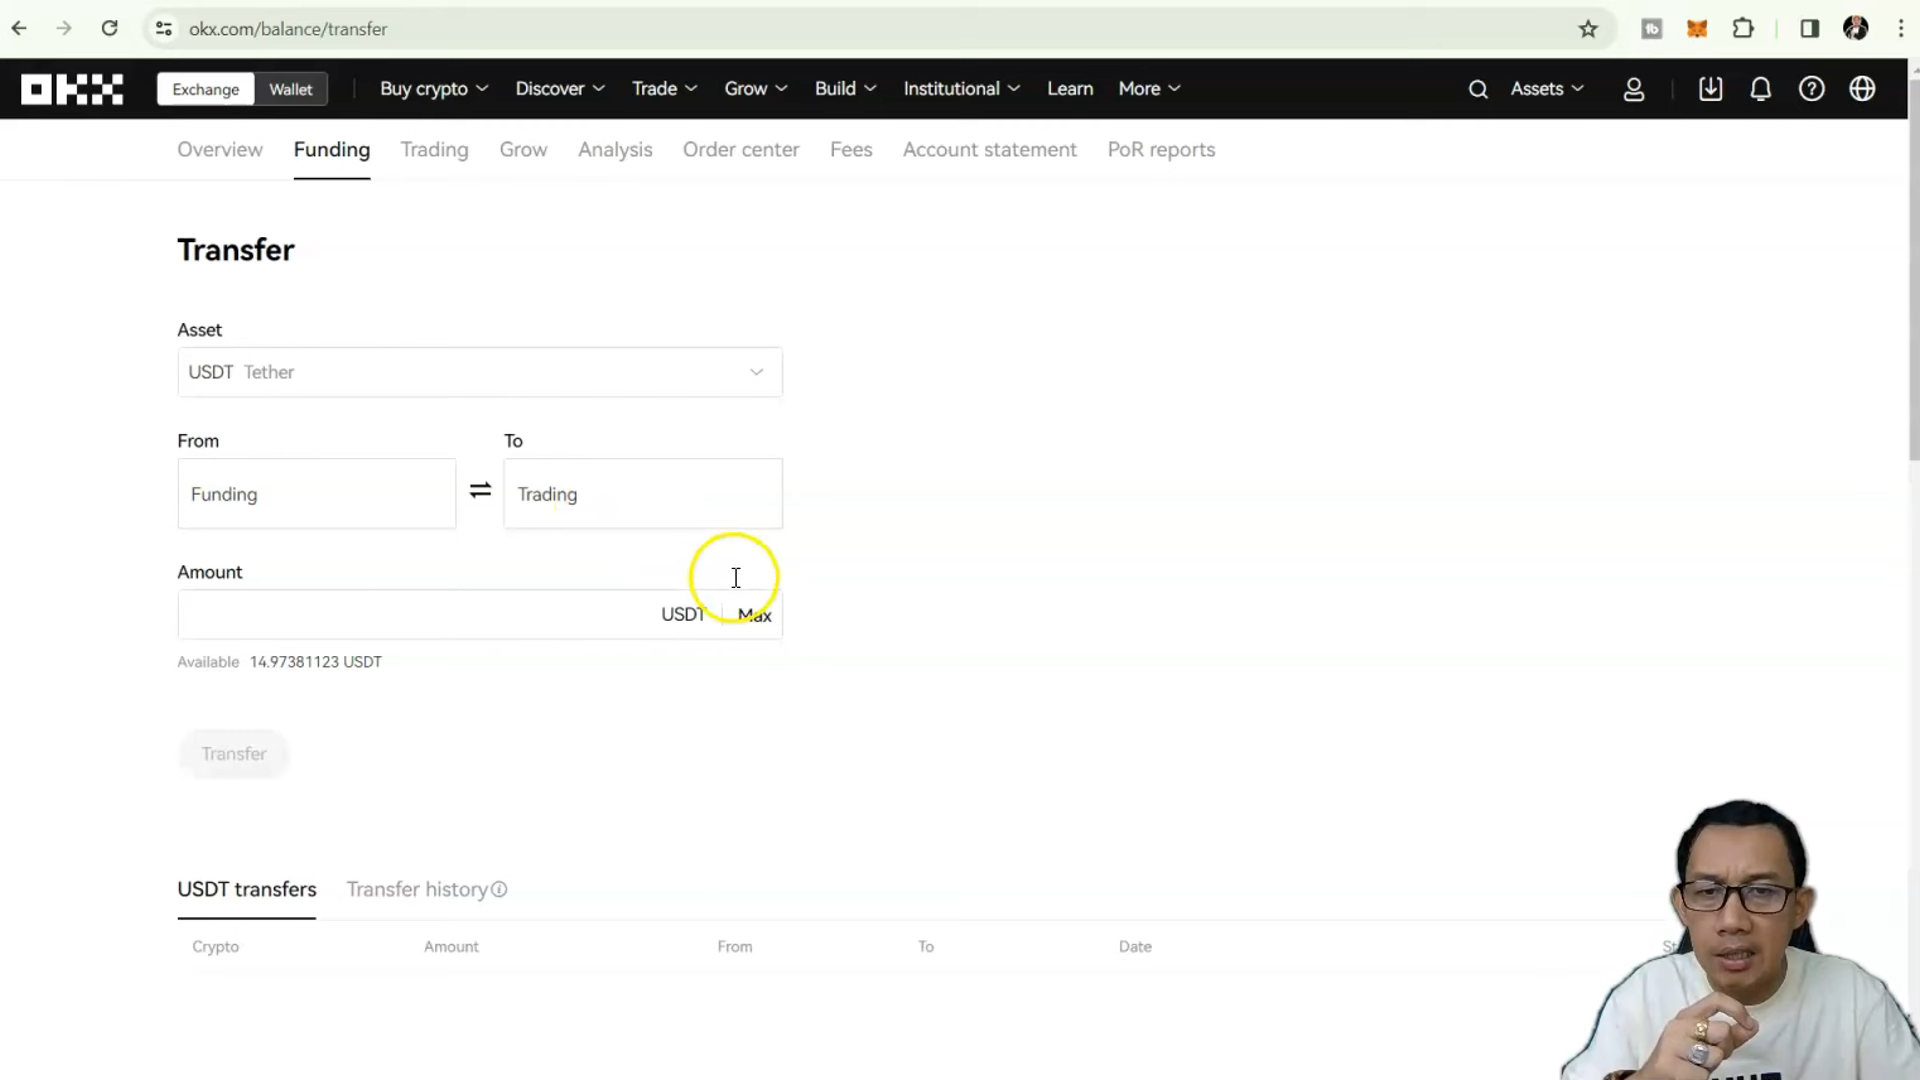 okx.com/balance/transfer
OKX Exchange Wallet Buy crypto Discover Trade Grow Build Institutional Learn More Assets
Overview Funding Trading Grow Analysis Order center Fees Account statement PoR reports
Transfer
Asset
USDT Tether
From To
Funding Trading
Amount
USDT Max
Available 14.97381123 USDT
Transfer
USDT transfers Transfer history
Crypto Amount From To Date